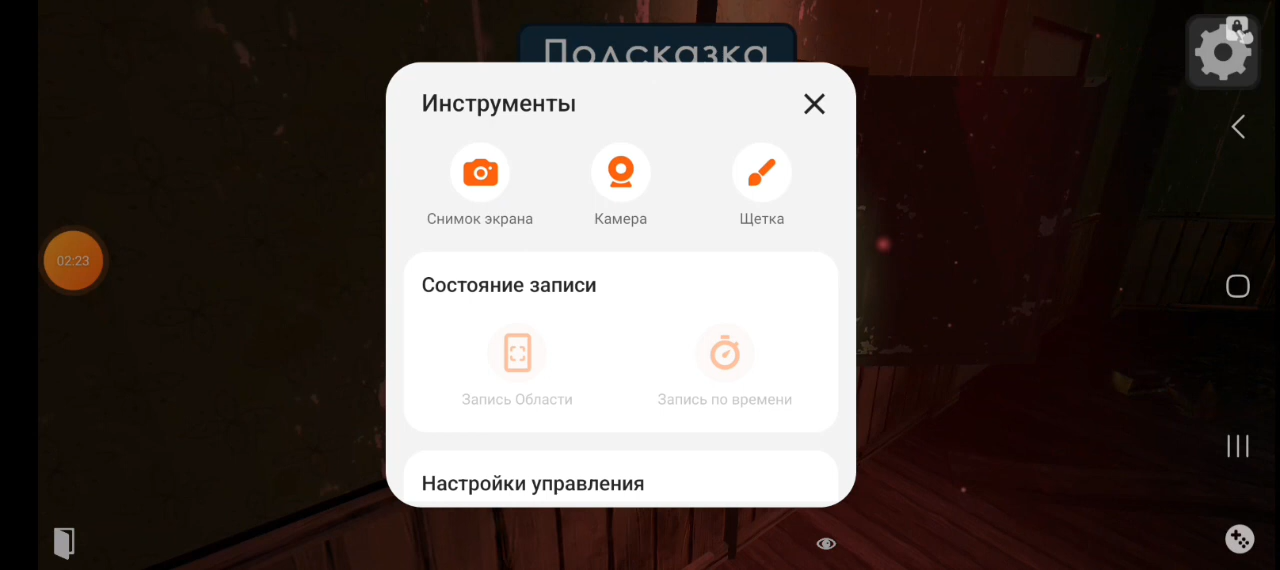 Подсказка
Инструменты
Снимок экрана
Камера
Щетка
02:23
Состояние записи
Запись Области
Запись по времени
Настройки управления